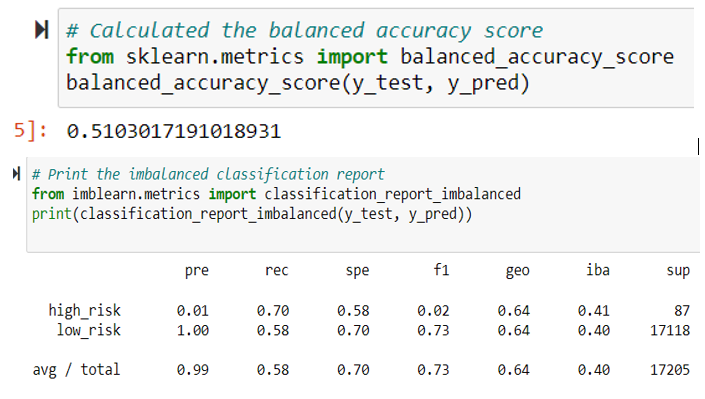 # Calculated the balanced accuracy score
from sklearn.metrics import balanced_accuracy_score
balanced_accuracy_score(y_test, y_pred)
5]: 0.5103017191018931
# Print the imbalanced classification report
from imblearn.metrics import classification_report_imbalanced
print(classification_report_imbalanced(y_test, y_pred))
pre rec spe f1 geo iba sup
high_risk 0.01 0.70 0.58 0.02 0.64 0.41 87
low_risk 1.00 0.58 0.70 0.73 0.64 0.40 17118
avg / total 0.99 0.58 0.70 0.73 0.64 0.40 17205